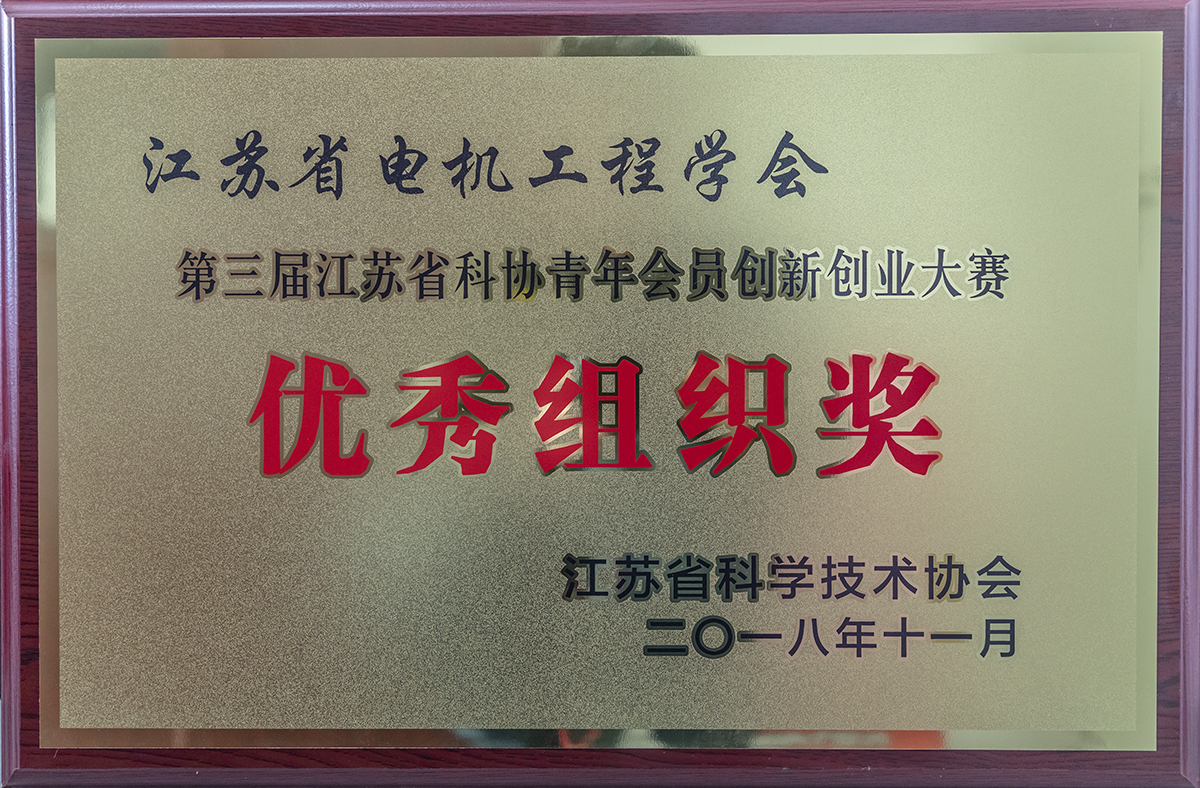 江苏省电机工程学会
第三届江苏省科协青年会员创新创业大赛
优秀组织奖
江苏省科学技术协会
二〇一八年十一月